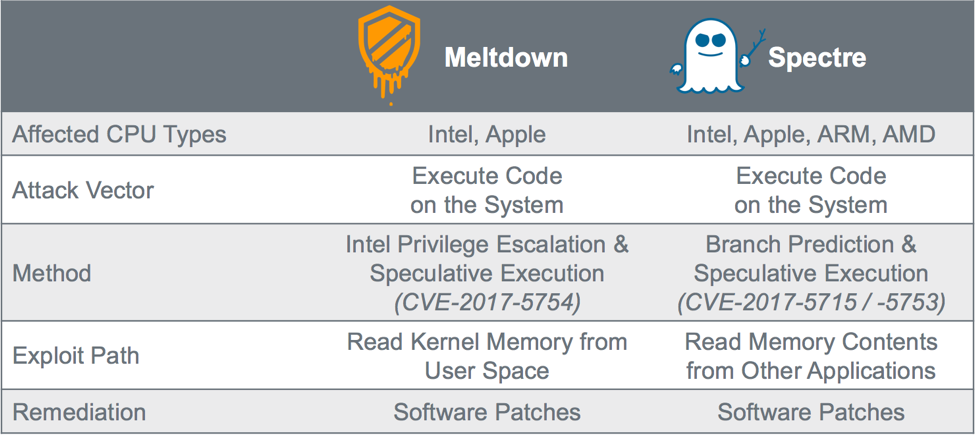 Meltdown
Spectre
Affected CPU Types
Intel, Apple
Intel, Apple, ARM, AMD
Attack Vector
Execute Code
on the System
Execute Code
on the System
Method
Intel Privilege Escalation &
Speculative Execution
(CVE-2017-5754)
Branch Prediction &
Speculative Execution
(CVE-2017-5715 / -5753)
Exploit Path
Read Kernel Memory from
User Space
Read Memory Contents
from Other Applications
Remediation
Software Patches
Software Patches